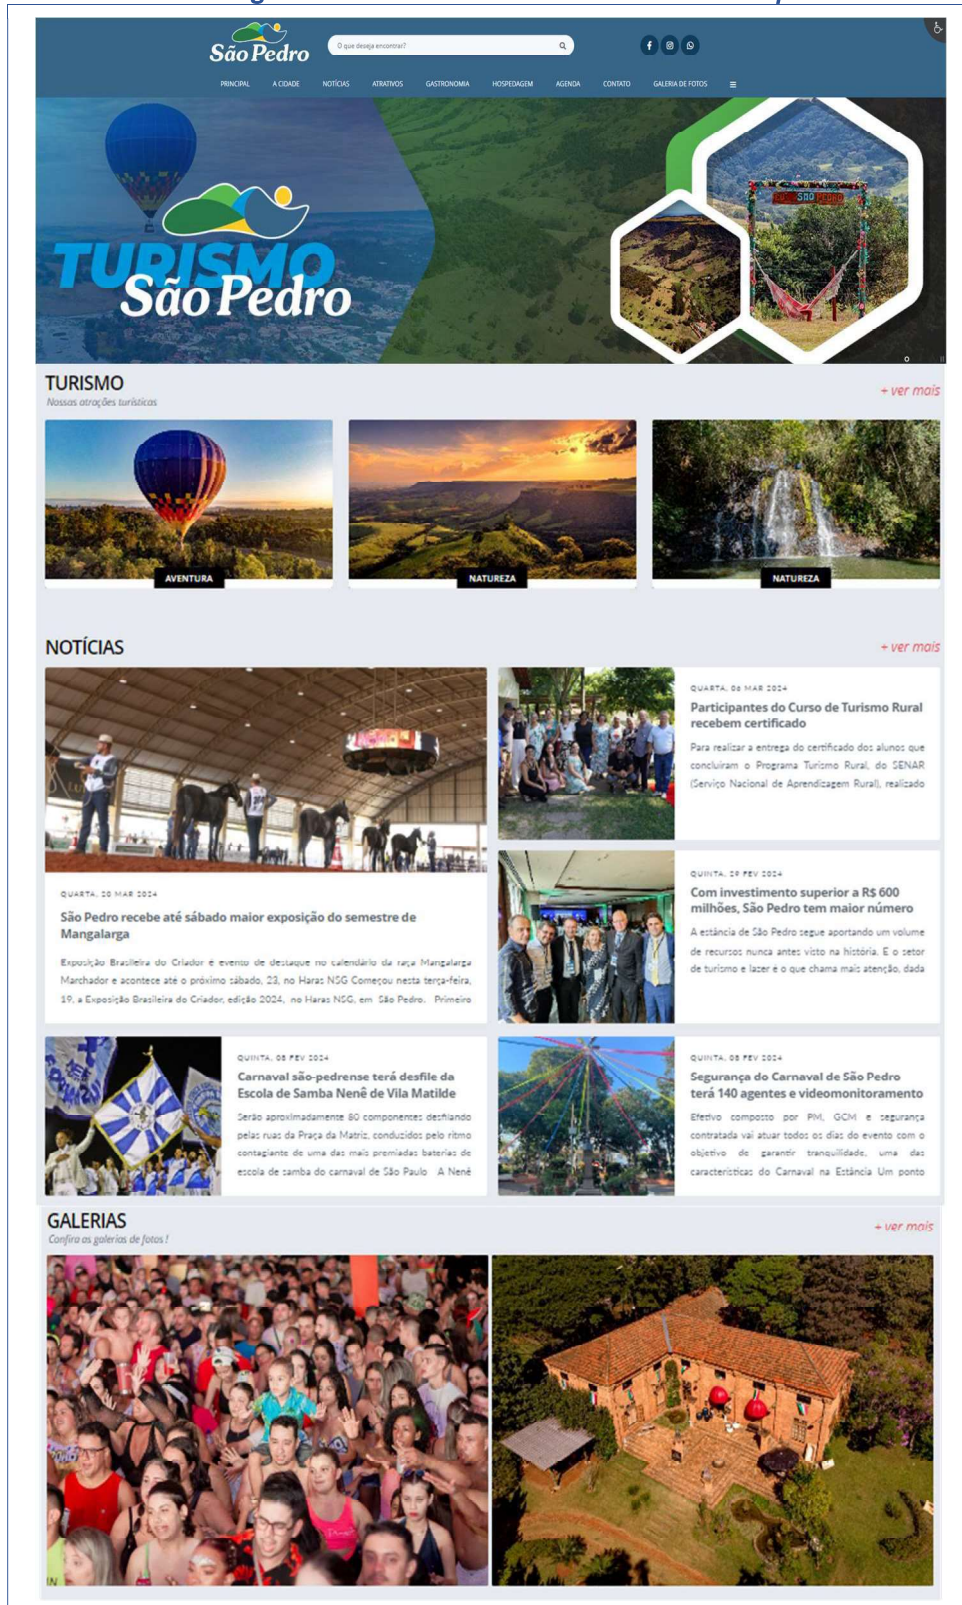 São Pedro
O que deseja encontrar?
PRINCIPAL A CIDADE NOTÍCIAS ATRATIVOS GASTRONOMIA HOSPEDAGEM AGENDA CONTATO GALERIA DE FOTOS
SÃO PEDRO
TURISMO
São Pedro
TURISMO
Nossas atrações turísticas
+ ver mais
AVENTURA
NATUREZA
NATUREZA
NOTÍCIAS
+ ver mais
QUARTA, 20 MAR 2024
São Pedro recebe até sábado maior exposição do semestre de
Mangalarga
Exposição Brasileira do Criador é evento de destaque no calendário da raça Mangalarga
Marchador e acontece até o próximo sábado, 23, no Haras NSG Começou nesta terça-feira,
19, a Exposição Brasileira do Criador, edição 2024, no Haras NSG, em São Pedro. Primeiro
QUARTA, 06 MAR 2024
Participantes do Curso de Turismo Rural
recebem certificado
Para realizar a entrega do certificado dos alunos que
concluíram o Programa Turismo Rural, do SENAR
(Serviço Nacional de Aprendizagem Rural), realizado
QUINTA, 29 FEV 2024
Com investimento superior a R$ 600
milhões, São Pedro tem maior número
A estância de São Pedro segue aportando um volume
de recursos nunca antes visto na história. E o setor
de turismo e lazer é o que chama mais atenção, dada
QUINTA, 08 FEV 2024
Carnaval são-pedrense terá desfile da
Escola de Samba Nenê de Vila Matilde
Serão aproximadamente 80 componentes desfilando
pelas ruas da Praça da Matriz, conduzidos pelo ritmo
contagiante de uma das mais premiadas baterias de
escola de samba do carnaval de São Paulo A Nenê
QUINTA, 08 FEV 2024
Segurança do Carnaval de São Pedro
terá 140 agentes e videomonitoramento
Efetivo composto por PM, GCM e segurança
contratada vai atuar todos os dias do evento com o
objetivo de garantir tranquilidade, uma das
características do Carnaval na Estância Um ponto
GALERIAS
Confira as galerias de fotos !
+ ver mais